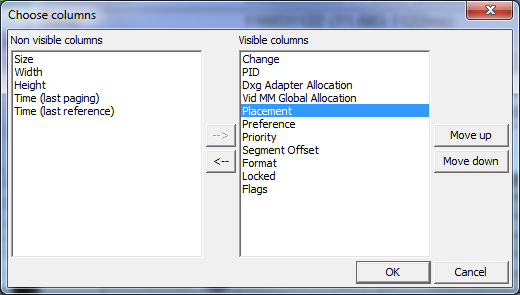 Choose columns
Non visible columns
Size
Width
Height
Time (last paging)
Time (last reference)
-->
<--
Visible columns
Change
PID
Dxg Adapter Allocation
Vid MM Global Allocation
Placement
Preference
Priority
Segment Offset
Format
Locked
Flags
Move up
Move down
OK
Cancel